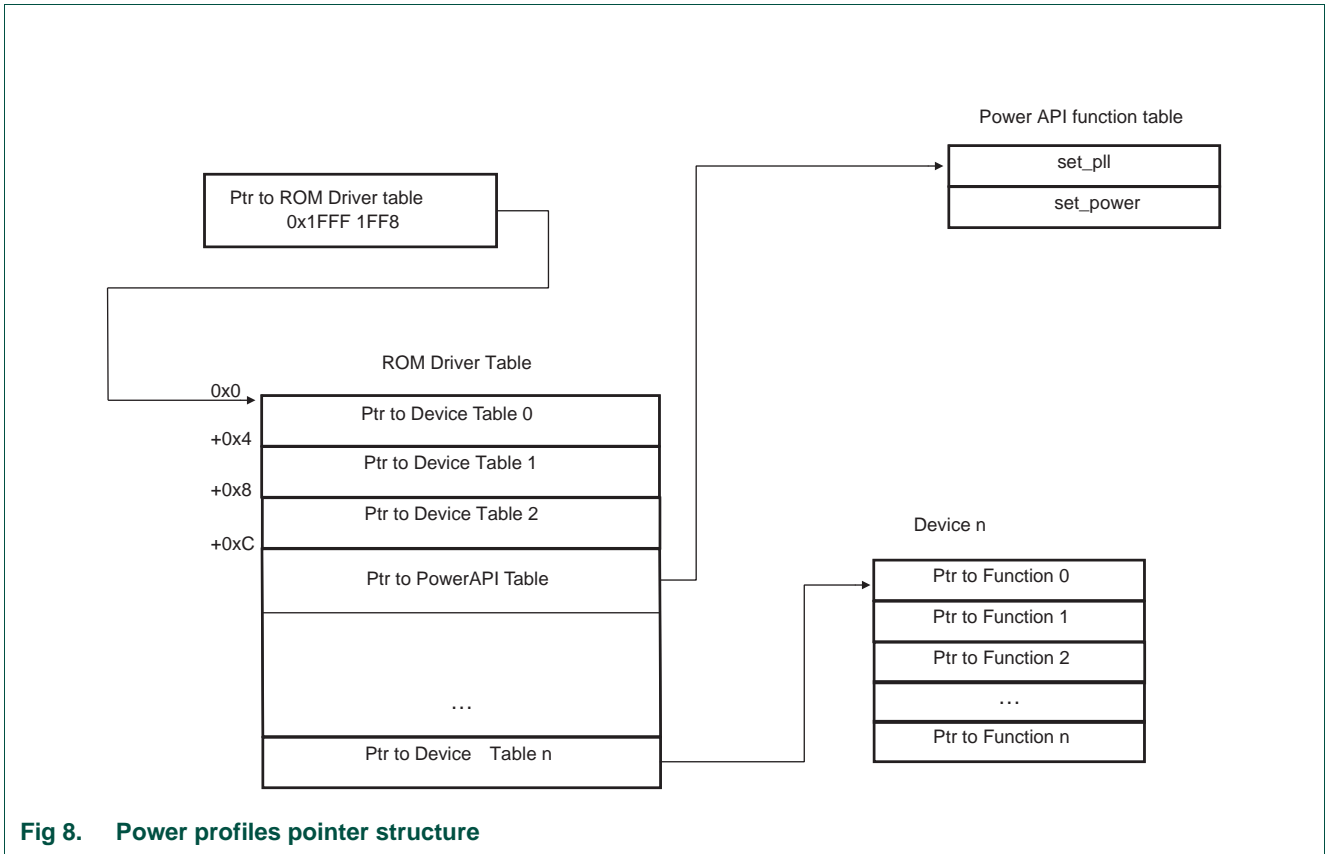 Power API function table
set_pll
set_power
Ptr to ROM Driver table
0x1FFF 1FF8
ROM Driver Table
0x0
Ptr to Device Table 0
+0x4
Ptr to Device Table 1
+0x8
Ptr to Device Table 2
+0xC
Ptr to PowerAPI Table
…
Ptr to Device Table n
Device n
Ptr to Function 0
Ptr to Function 1
Ptr to Function 2
…
Ptr to Function n
Fig 8. Power profiles pointer structure